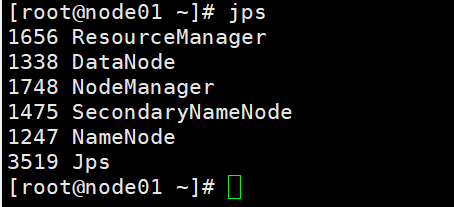 [root@node01 ~]# jps
1656 ResourceManager
1338 DataNode
1748 NodeManager
1475 SecondaryNameNode
1247 NameNode
3519 Jps
[root@node01 ~]#